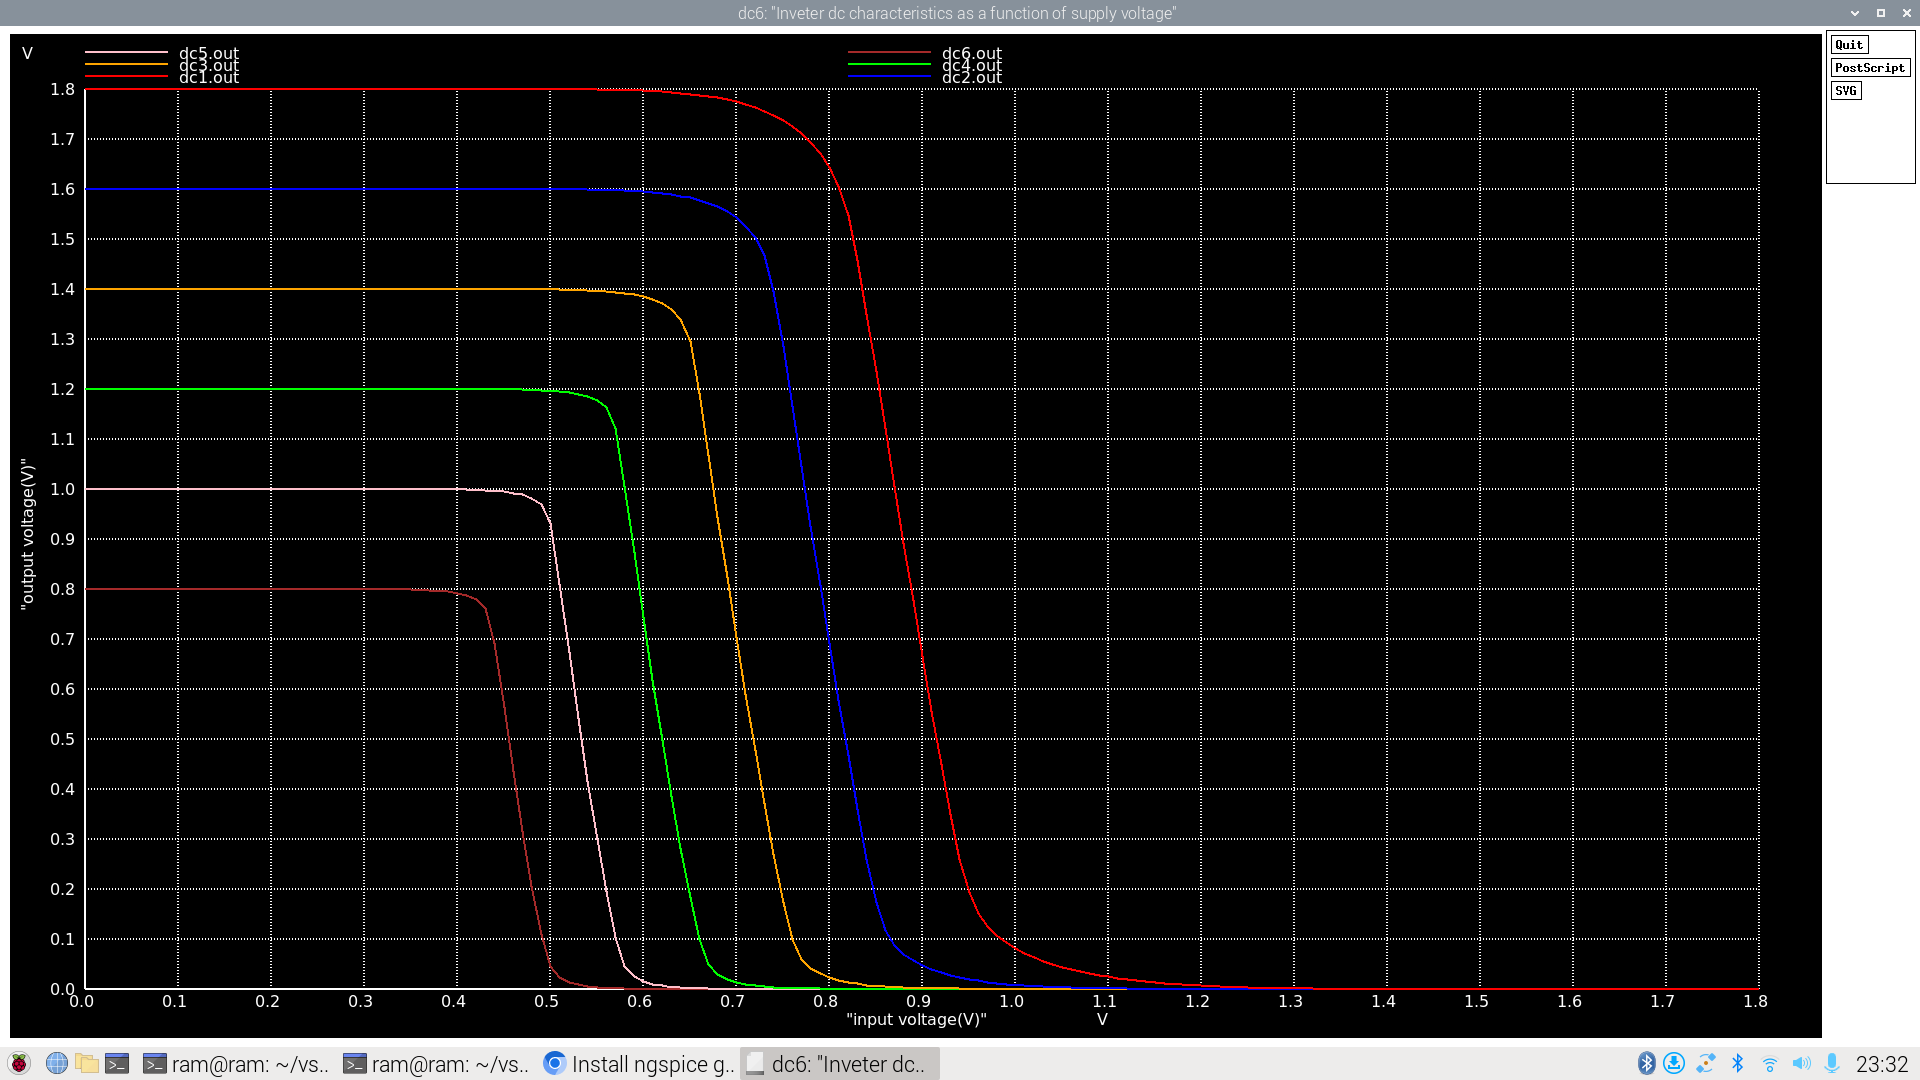 dc6: "Inveter dc characteristics as a function of supply voltage"
Quit
PostScript
SVG
V
dc5.out
dc3.out
dc1.out
dc6.out
dc4.out
dc2.out
1.8
1.7
1.6
1.5
1.4
1.3
1.2
1.1
1.0
0.9
0.8
0.7
0.6
0.5
0.4
0.3
0.2
0.1
0.0
"output voltage(V)"
0.0 0.1 0.2 0.3 0.4 0.5 0.6 0.7 0.8 0.9 1.0 1.1 1.2 1.3 1.4 1.5 1.6 1.7 1.8
"input voltage(V)" V
ram@ram: ~/vs.. ram@ram: ~/vs.. Install ngspice g.. dc6: "Inveter dc.. 23:32